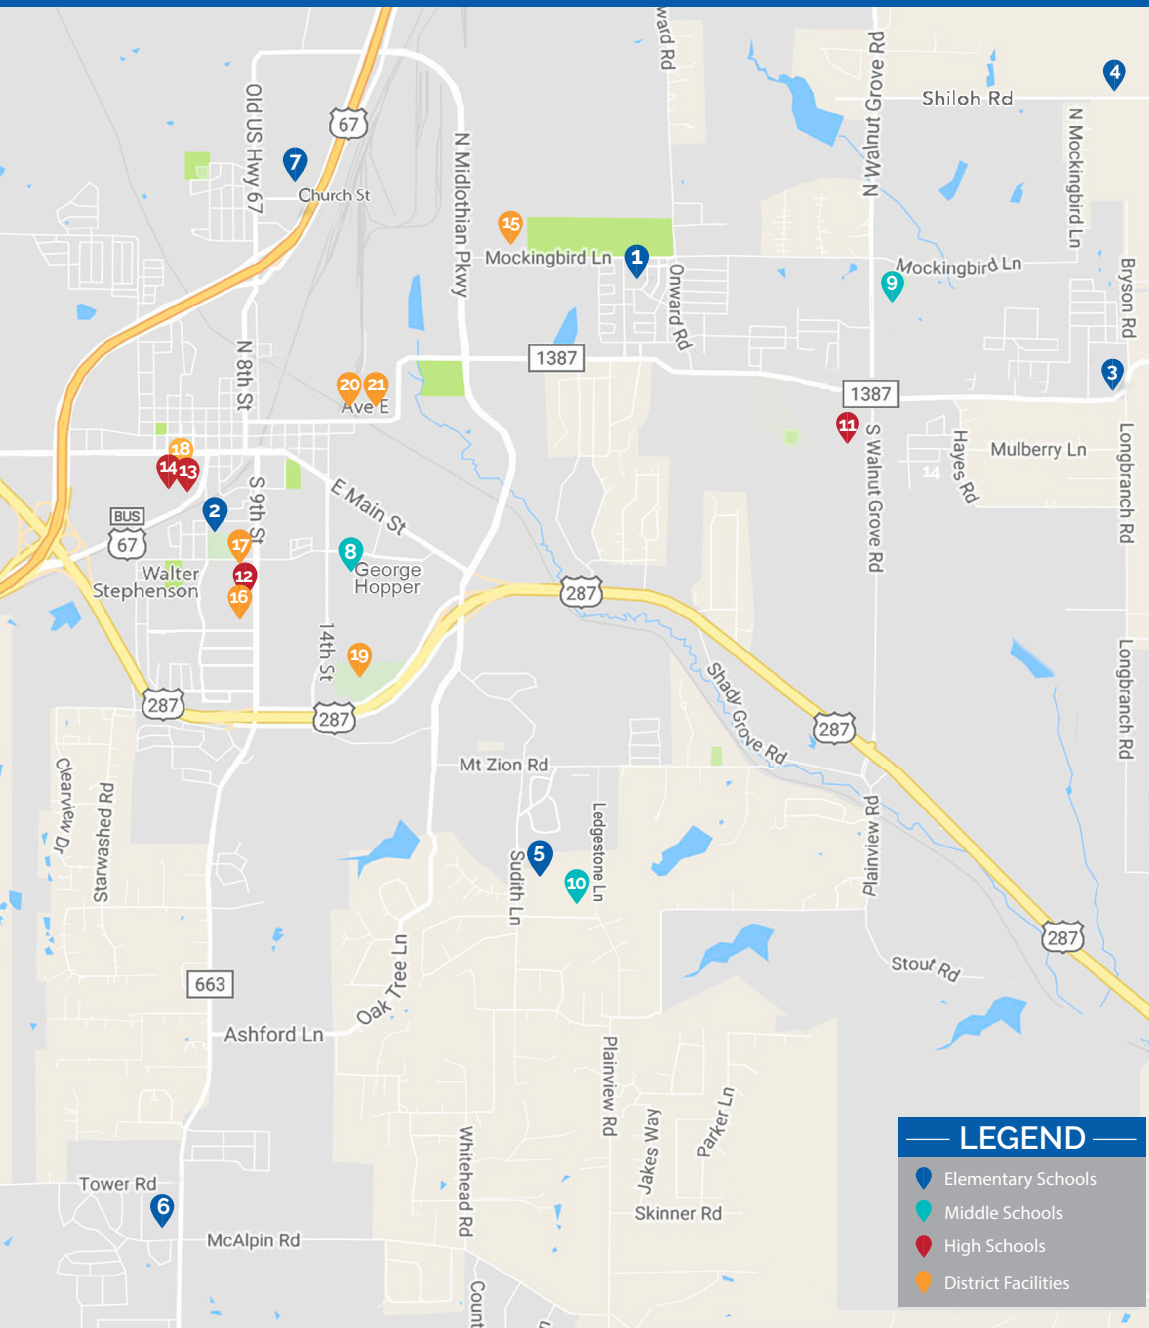 ward Rd
N Walnut Grove Rd
4
Shiloh Rd
Old US Hwy 67
67
N Mockingbird Ln
N Midlothian Pkwy
7
Church St
15
Mockingbird Ln
1
Onward Rd
Mockingbird Ln
9
Bryson Rd
1387
N 8th St
20
21
Ave E
3
1387
11
S Walnut Grove Rd
Hayes Rd
Mulberry Ln
Longbranch Rd
14
18
14
13
E Main St
S 9th St
2
BUS
67
17
8
George
Hopper
Walter
Stephenson
12
16
287
14th St
19
Longbranch Rd
Shady Grove Rd
287
287
287
Mt Zion Rd
Clearview Dr
Starwashed Rd
Ledgestone Ln
Plainview Rd
5
Sudith Ln
10
287
Oak Tree Ln
Stout Rd
663
Ashford Ln
Plainview Rd
Parker Ln
Jakes Way
Whitehead Rd
LEGEND
Elementary Schools
Middle Schools
High Schools
District Facilities
Tower Rd
6
Skinner Rd
McAlpin Rd
Count